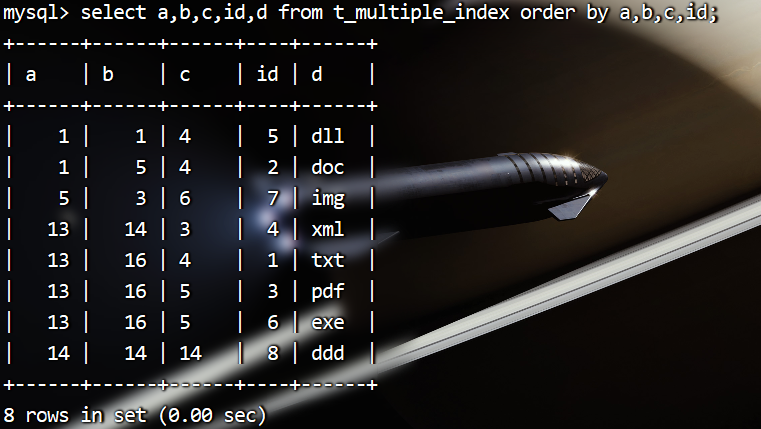 mysql> select a,b,c,id,d from t_multiple_index order by a,b,c,id;
+------+------+------+----+------+
| a    | b    | c    | id | d    |
+------+------+------+----+------+
|    1 |    1 | 4    |  5 | dll  |
|    1 |    5 | 4    |  2 | doc  |
|    5 |    3 | 6    |  7 | img  |
|   13 |   14 | 3    |  4 | xml  |
|   13 |   16 | 4    |  1 | txt  |
|   13 |   16 | 5    |  3 | pdf  |
|   13 |   16 | 5    |  6 | exe  |
|   14 |   14 | 14   |  8 | ddd  |
+------+------+------+----+------+
8 rows in set (0.00 sec)